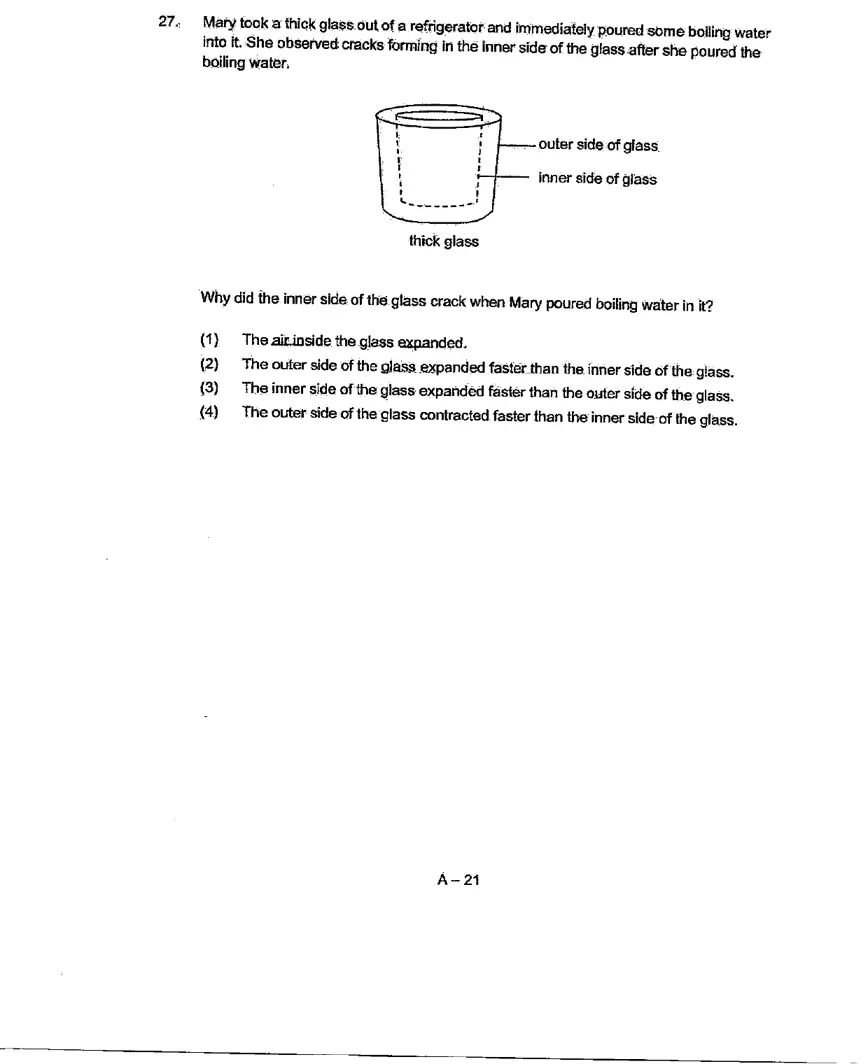 27. Mary took a thick glass out of a refrigerator and immediately poured some boiling water
into it. She observed cracks forming in the inner side of the glass after she poured the
boiling water.
outer side of glass
inner side of glass
thick glass
Why did the inner side of the glass crack when Mary poured boiling water in it?
(1) The air inside the glass expanded.
(2) The outer side of the glass expanded faster than the inner side of the glass.
(3) The inner side of the glass expanded faster than the outer side of the glass.
(4) The outer side of the glass contracted faster than the inner side of the glass.
A – 21